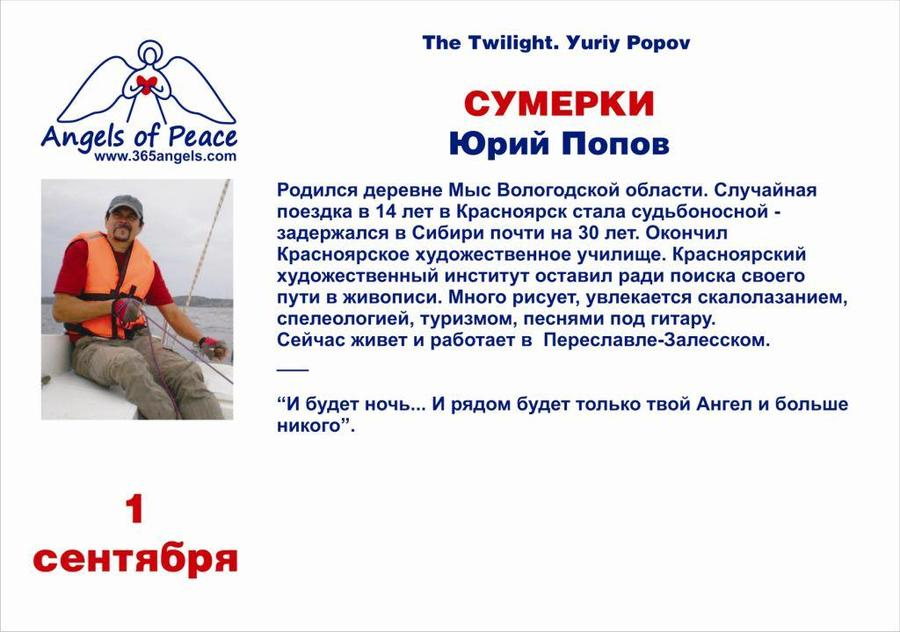 The Twilight. Yuriy Popov
СУМЕРКИ
Юрий Попов
Angels of Peace
www.365angels.com
Родился деревне Мыс Вологодской области. Случайная
поездка в 14 лет в Красноярск стала судьбоносной -
задержался в Сибири почти на 30 лет. Окончил
Красноярское художественное училище. Красноярский
художественный институт оставил ради поиска своего
пути в живописи. Много рисует, увлекается скалолазанием,
спелеологией, туризмом, песнями под гитару.
Сейчас живет и работает в  Переславле-Залесском.
___
“И будет ночь... И рядом будет только твой Ангел и больше
никого”.
1
сентября